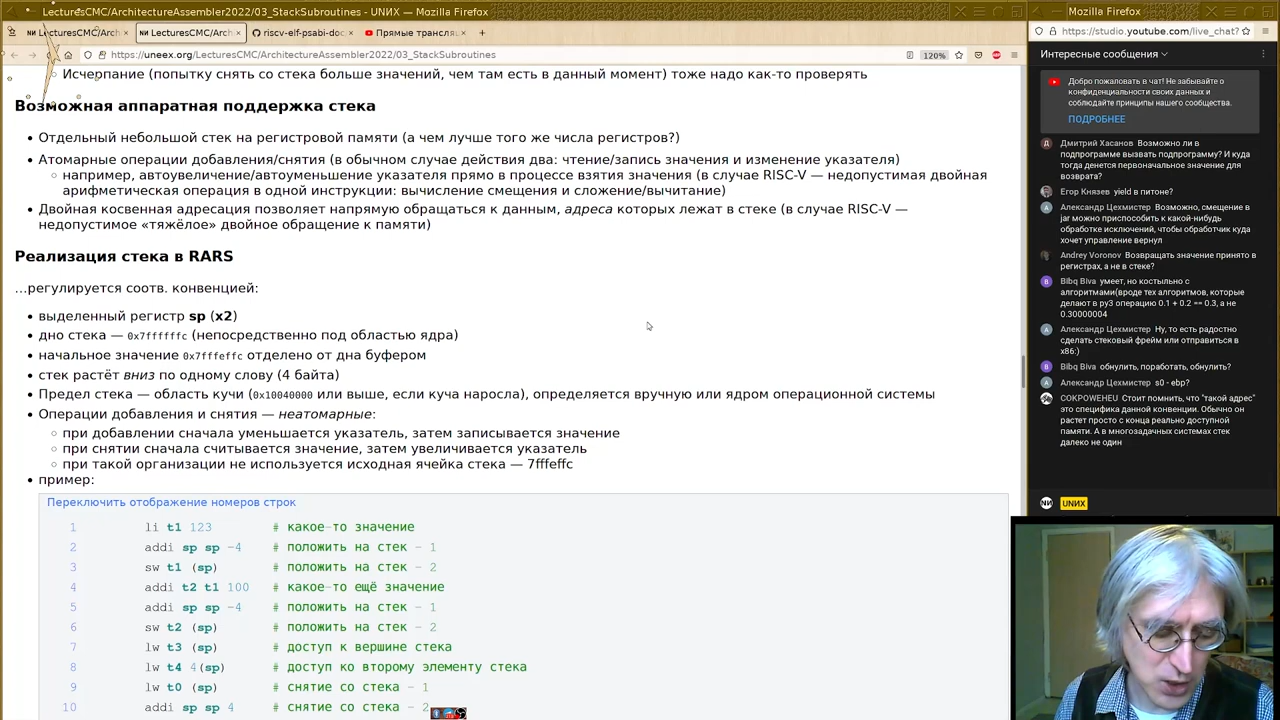 LecturesCMC/ArchitectureAssembler2022/03_StackSubroutines - UNИX — Mozilla Firefox
LecturesCMC/Arch
LecturesCMC/Arch
riscv-elf-psabi-doc
Прямые трансляц
https://uneex.org/LecturesCMC/ArchitectureAssembler2022/03_StackSubroutines
120%
Исчерпание (попытку снять со стека больше значений, чем там есть в данный момент) тоже надо как-то проверять
Возможная аппаратная поддержка стека
• Отдельный небольшой стек на регистровой памяти (а чем лучше того же числа регистров?)
• Атомарные операции добавления/снятия (в обычном случае действия два: чтение/запись значения и изменение указателя)
например, автоувеличение/автоуменьшение указателя прямо в процессе взятия значения (в случае RISC-V — недопустимая двойная
арифметическая операция в одной инструкции: вычисление смещения и сложение/вычитание)
• Двойная косвенная адресация позволяет напрямую обращаться к данным, адреса которых лежат в стеке (в случае RISC-V —
недопустимое «тяжёлое» двойное обращение к памяти)
Реализация стека в RARS
…регулируется соотв. конвенцией:
• выделенный регистр sp (x2)
• дно стека — 0x7ffffffc (непосредственно под областью ядра)
• начальное значение 0x7fffeffc отделено от дна буфером
• стек растёт вниз по одному слову (4 байта)
• Предел стека — область кучи (0x10040000 или выше, если куча наросла), определяется вручную или ядром операционной системы
• Операции добавления и снятия — неатомарные:
при добавлении сначала уменьшается указатель, затем записывается значение
при снятии сначала считывается значение, затем увеличивается указатель
при такой организации не используется исходная ячейка стека — 7fffeffc
• пример:
Переключить отображение номеров строк
1 li t1 123 # какое-то значение
2 addi sp sp -4 # положить на стек - 1
3 sw t1 (sp) # положить на стек - 2
4 addi t2 t1 100 # какое-то ещё значение
5 addi sp sp -4 # положить на стек - 1
6 sw t2 (sp) # положить на стек - 2
7 lw t3 (sp) # доступ к вершине стека
8 lw t4 4(sp) # доступ ко второму элементу стека
9 lw t0 (sp) # снятие со стека - 1
10 addi sp sp 4 # снятие со стека - 2
Mozilla Firefox
https://studio.youtube.com/live_chat?
Интересные сообщения
Добро пожаловать в чат! Не забывайте о
конфиденциальности своих данных и
соблюдайте принципы нашего сообщества.
ПОДРОБНЕЕ
Дмитрий Хасанов Возможно ли в
подпрограмме вызвать подпрограмму? И куда
тогда денется первоначальное значение для
возврата?
Егор Князев yield в питоне?
Александр Цехмистер Возможно, смещение в
jar можно приспособить к какой-нибудь
обработке исключений, чтобы обработчик куда
хочет управление вернул
Andrey Voronov Возвращать значение принято в
регистрах, а не в стеке?
Bibq Biva умеет, но костыльно с
алгоритмами(вроде тех алгоритмов, которые
делают в py3 операцию 0.1 + 0.2 == 0.3, а не
0.30000004
Александр Цехмистер Ну, то есть радостно
сделать стековый фрейм или отправиться в
x86:)
Bibq Biva обнулить, поработать, обнулить?
Александр Цехмистер s0 - ebp?
COKPOWEHEU Стоит помнить, что "такой адрес"
это специфика данной конвенции. Обычно он
растет просто с конца реально доступной
памяти. А в многозадачных системах стек
далеко не один
UNИX